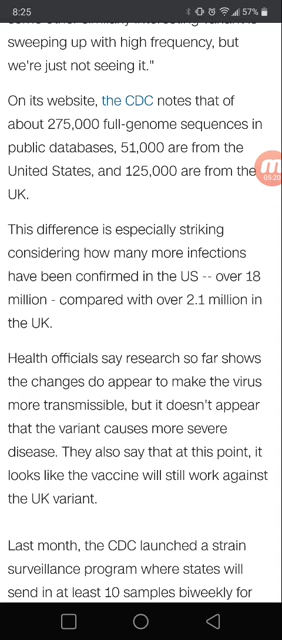 8:25
57%
sweeping up with high frequency, but
we're just not seeing it."
On its website, the CDC notes that of
about 275,000 full-genome sequences in
public databases, 51,000 are from the
United States, and 125,000 are from the
09:20
UK.
This difference is especially striking
considering how many more infections
have been confirmed in the US -- over 18
million - compared with over 2.1 million in
the UK.
Health officials say research so far shows
the changes do appear to make the virus
more transmissible, but it doesn't appear
that the variant causes more severe
disease. They also say that at this point, it
looks like the vaccine will still work against
the UK variant.
Last month, the CDC launched a strain
surveillance program where states will
send in at least 10 samples biweekly for